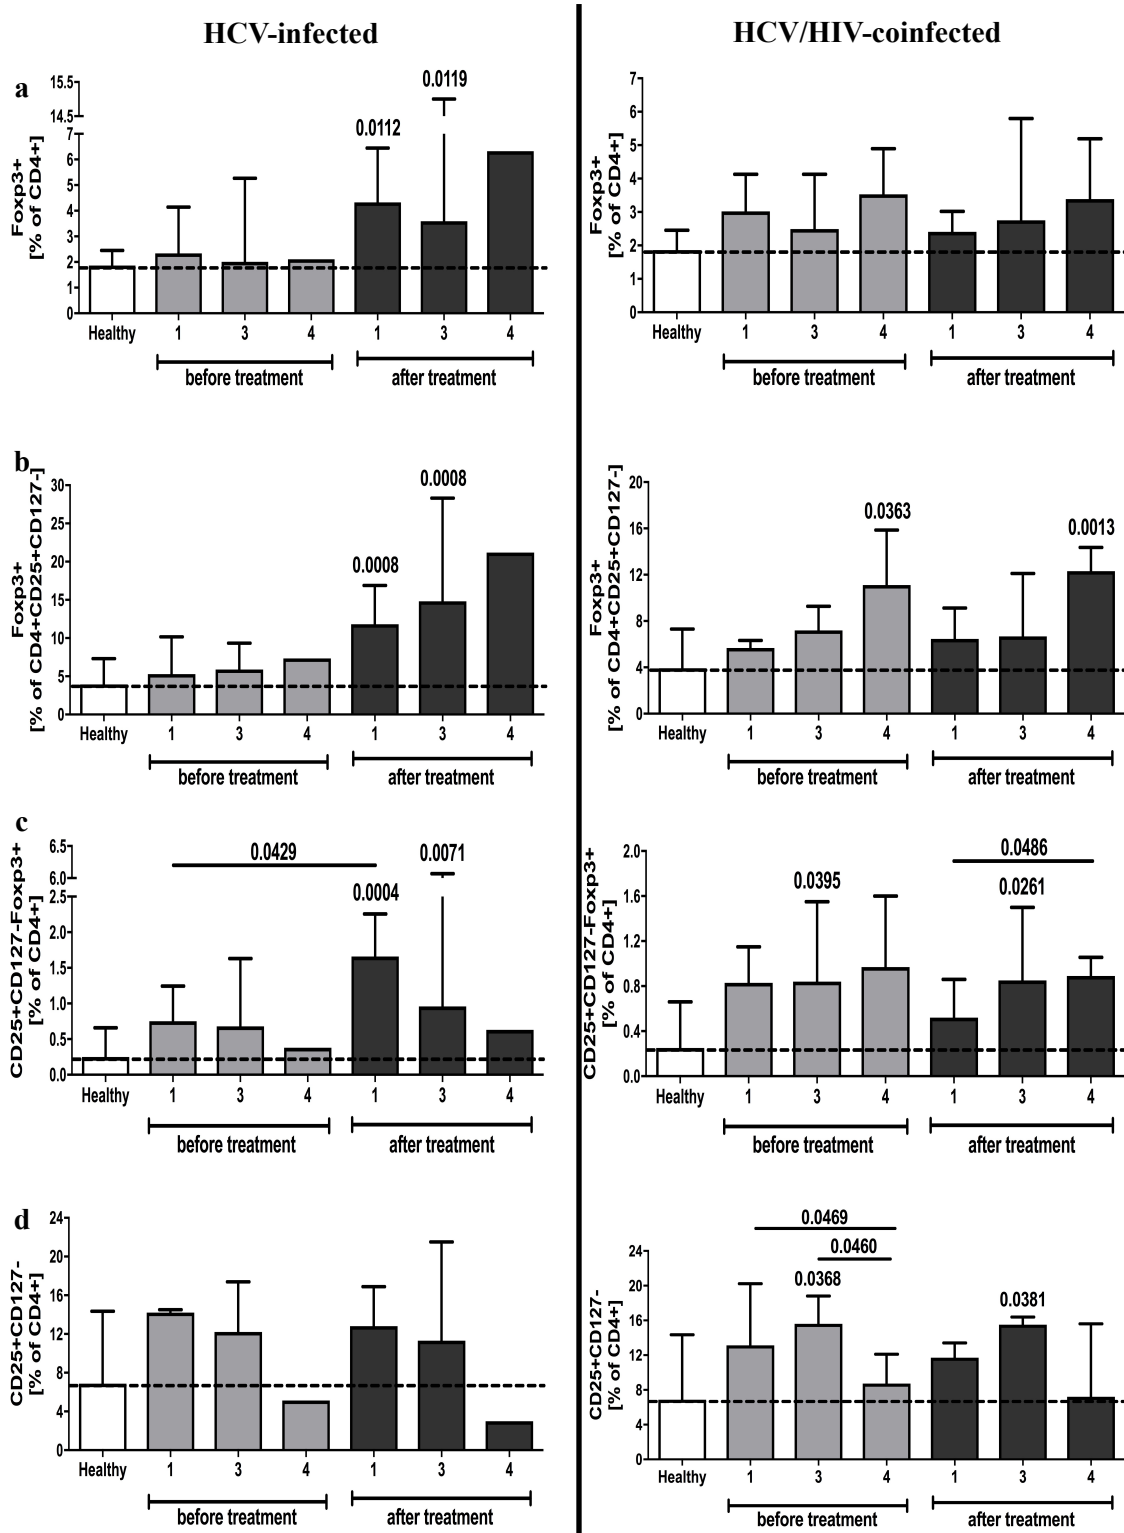 HCV-infected
HCV/HIV-coinfected
a
Foxp3+
[% of CD4+]
15.5
14.5
7
6
5
4
3
2
1
0
0.0112
0.0119
Healthy 1 3 4 1 3 4
before treatment after treatment
Foxp3+
[% of CD4+]
7
6
5
4
3
2
1
0
Healthy 1 3 4 1 3 4
before treatment after treatment
b
Foxp3+
[% of CD4+CD25+CD127-]
30
25
20
15
10
5
0
0.0008
0.0008
Healthy 1 3 4 1 3 4
before treatment after treatment
Foxp3+
[% of CD4+CD25+CD127-]
20
16
12
8
4
0
0.0363
0.0013
Healthy 1 3 4 1 3 4
before treatment after treatment
c
CD25+CD127-Foxp3+
[% of CD4+]
6.5
6.0
2.5
2.0
1.5
1.0
0.5
0.0
0.0429
0.0004
0.0071
Healthy 1 3 4 1 3 4
before treatment after treatment
CD25+CD127-Foxp3+
[% of CD4+]
2.0
1.6
1.2
0.8
0.4
0.0
0.0395
0.0486
0.0261
Healthy 1 3 4 1 3 4
before treatment after treatment
d
CD25+CD127-
[% of CD4+]
24
20
16
12
8
4
0
Healthy 1 3 4 1 3 4
before treatment after treatment
CD25+CD127-
[% of CD4+]
24
20
16
12
8
4
0
0.0469
0.0460
0.0368
0.0381
Healthy 1 3 4 1 3 4
before treatment after treatment